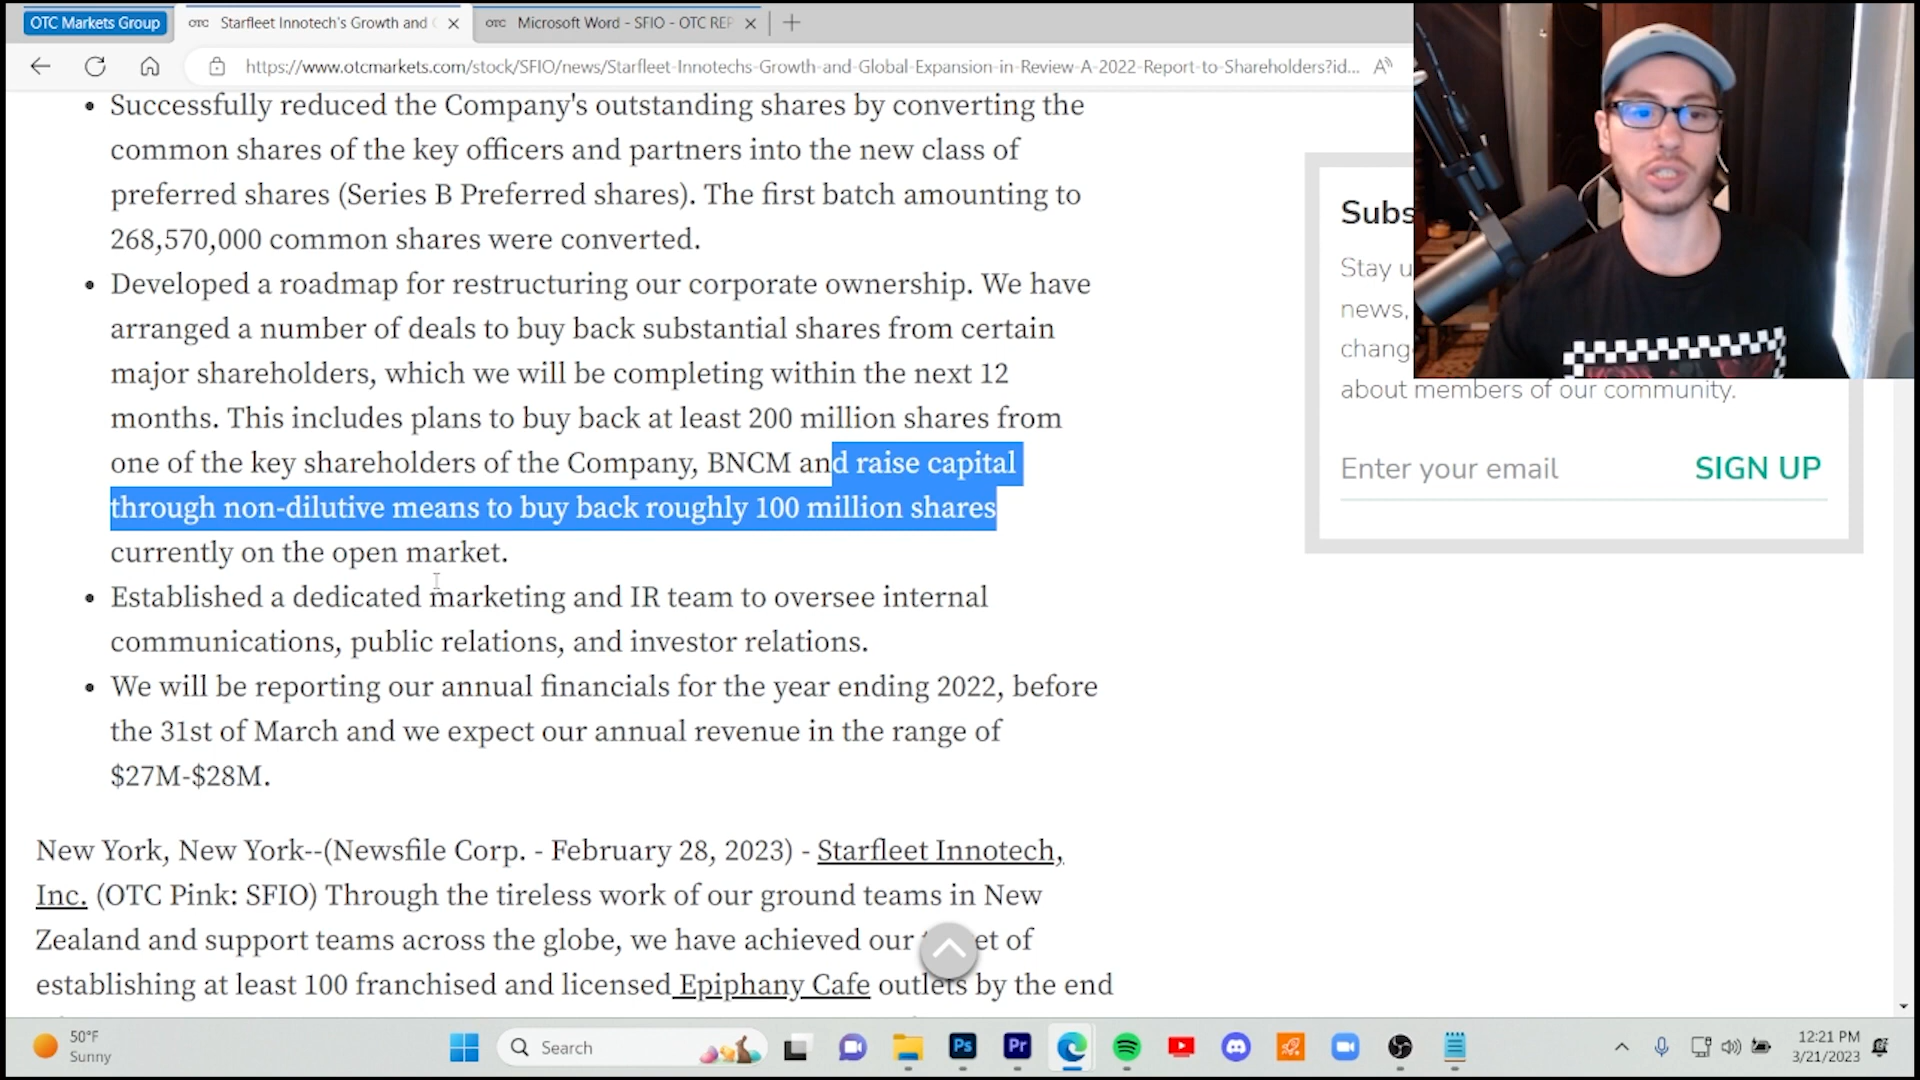 OTC Markets Group
OTC Starfleet Innotech's Growth and
OTC Microsoft Word - SFIO - OTC REP
https://www.otcmarkets.com/stock/SFIO/news/Starfleet-Innotechs-Growth-and-Global-Expansion-in-Review-A-2022-Report-to-Shareholders?id...
• Successfully reduced the Company's outstanding shares by converting the
common shares of the key officers and partners into the new class of
preferred shares (Series B Preferred shares). The first batch amounting to
268,570,000 common shares were converted.
• Developed a roadmap for restructuring our corporate ownership. We have
arranged a number of deals to buy back substantial shares from certain
major shareholders, which we will be completing within the next 12
months. This includes plans to buy back at least 200 million shares from
one of the key shareholders of the Company, BNCM and raise capital
through non-dilutive means to buy back roughly 100 million shares
currently on the open market.
• Established a dedicated marketing and IR team to oversee internal
communications, public relations, and investor relations.
• We will be reporting our annual financials for the year ending 2022, before
the 31st of March and we expect our annual revenue in the range of
$27M-$28M.
New York, New York--(Newsfile Corp. - February 28, 2023) - Starfleet Innotech,
Inc. (OTC Pink: SFIO) Through the tireless work of our ground teams in New
Zealand and support teams across the globe, we have achieved our et of
establishing at least 100 franchised and licensed Epiphany Cafe outlets by the end
Subs
Stay u
news,
chang
about members of our community.
Enter your email
SIGN UP
50°F
Sunny
Search
Ps
Pr
12:21 PM
3/21/2023